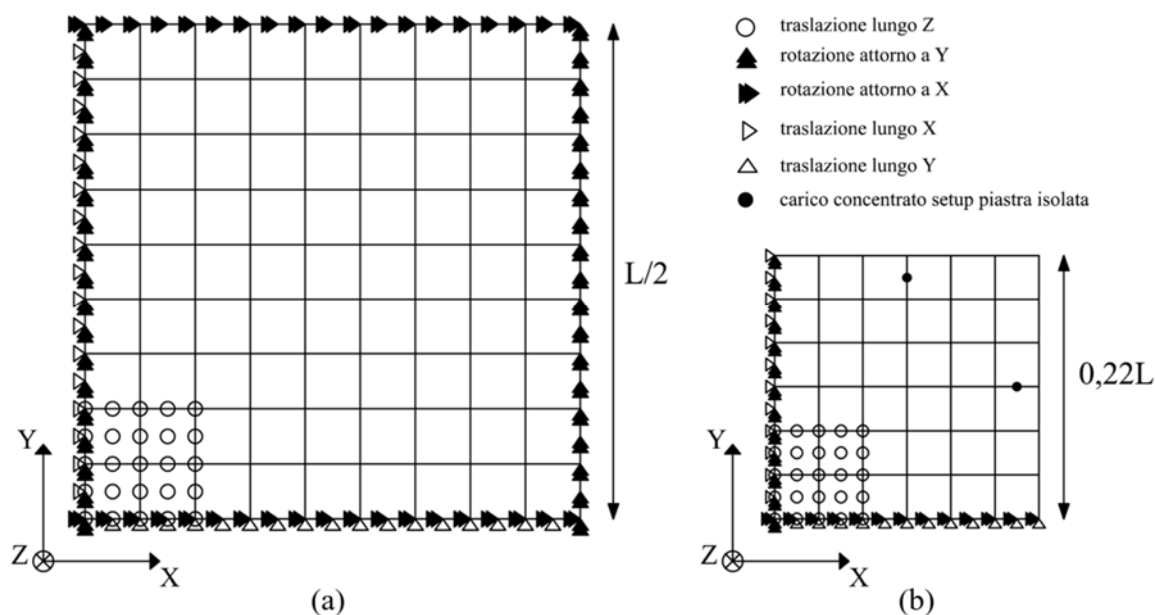 traslazione lungo Z
rotazione attorno a Y
rotazione attorno a X
traslazione lungo X
traslazione lungo Y
carico concentrato setup piastra isolata
L/2
0,22L
Y
Z
X
(a)
Y
Z
X
(b)